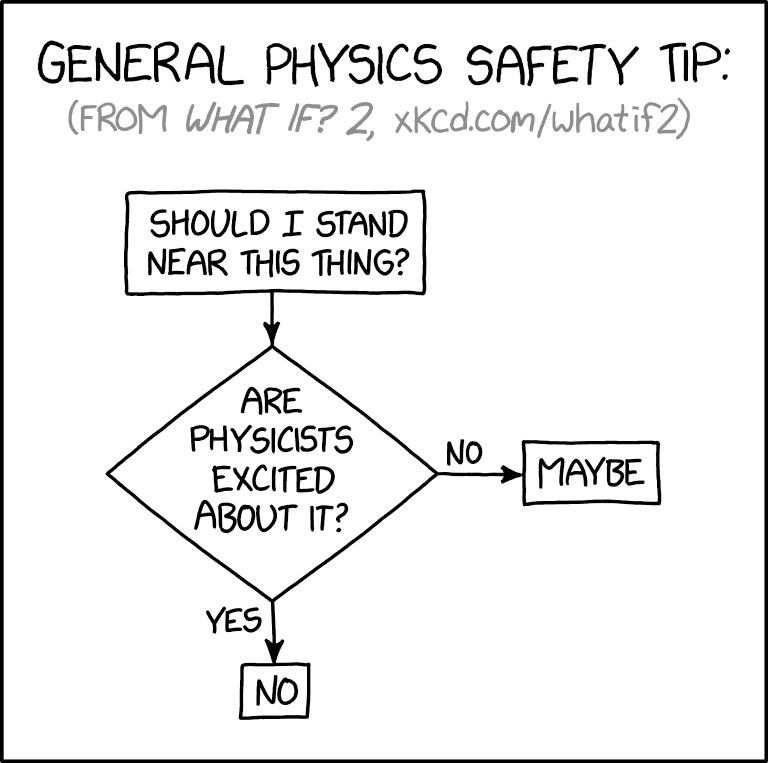 GENERAL PHYSICS SAFETY TIP:
(FROM WHAT IF? 2, xkcd.com/whatif2)
SHOULD I STAND
NEAR THIS THING?
ARE
PHYSICISTS
EXCITED
ABOUT IT?
NO
MAYBE
YES
NO